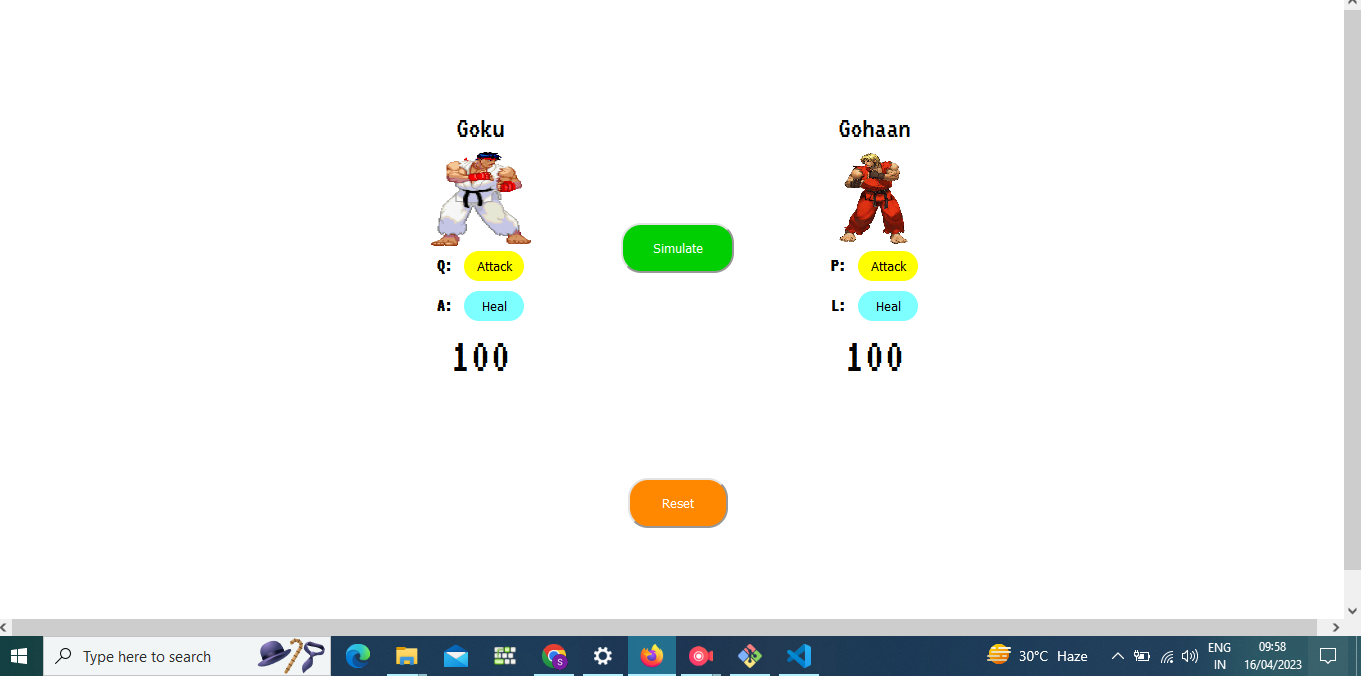 Goku
Gohaan
Q: Attack
A: Heal
100
Simulate
P: Attack
L: Heal
100
Reset
Type here to search
S
30°C Haze
ENG
IN
09:58
16/04/2023